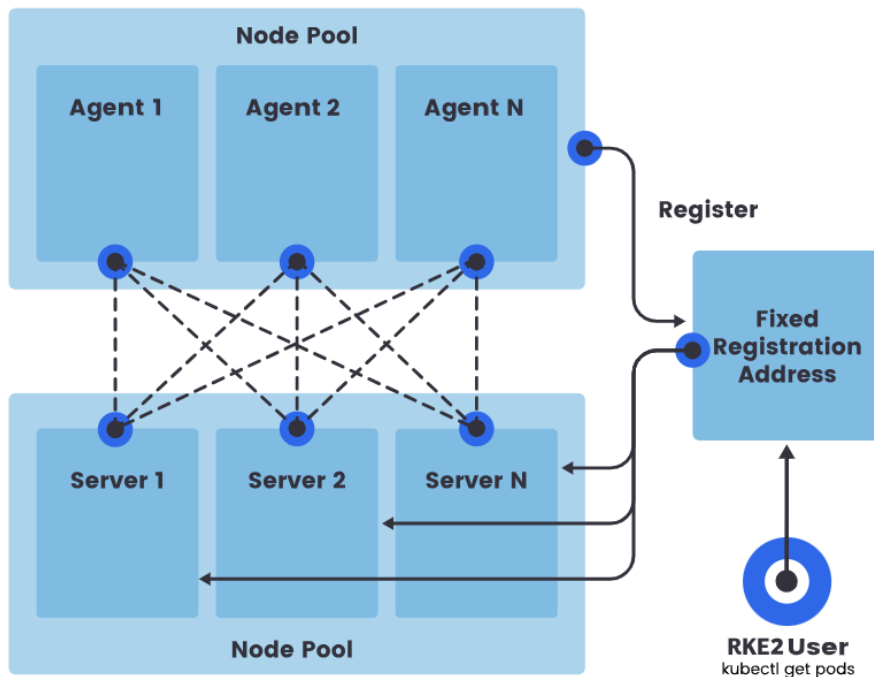 Node Pool
Agent 1
Agent 2
Agent N
Register
Fixed
Registration
Address
Server 1
Server 2
Server N
Node Pool
RKE2 User
kubectl get pods